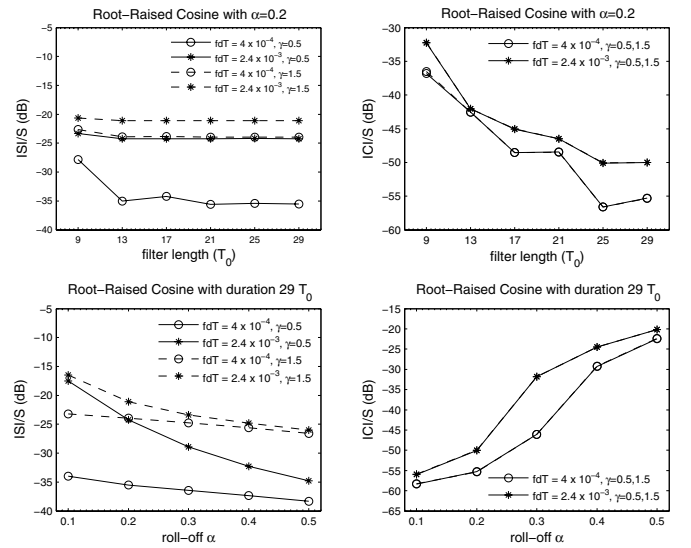 Root-Raised Cosine with α=0.2
ISI/S (dB)
-5
-10
-15
-20
-25
-30
-35
-40
fdT = 4 x 10⁻⁴, γ=0.5
fdT = 2.4 x 10⁻³, γ=0.5
fdT = 4 x 10⁻⁴, γ=1.5
fdT = 2.4 x 10⁻³, γ=1.5
9 13 17 21 25 29
filter length (T₀)
Root-Raised Cosine with α=0.2
ICI/S (dB)
-30
-35
-40
-45
-50
-55
-60
fdT = 4 x 10⁻⁴, γ=0.5,1.5
fdT = 2.4 x 10⁻³, γ=0.5,1.5
9 13 17 21 25 29
filter length (T₀)
Root-Raised Cosine with duration 29 T₀
ISI/S (dB)
-5
-10
-15
-20
-25
-30
-35
-40
fdT = 4 x 10⁻⁴, γ=0.5
fdT = 2.4 x 10⁻³, γ=0.5
fdT = 4 x 10⁻⁴, γ=1.5
fdT = 2.4 x 10⁻³, γ=1.5
0.1 0.2 0.3 0.4 0.5
roll-off α
Root-Raised Cosine with duration 29 T₀
ICI/S (dB)
-15
-20
-25
-30
-35
-40
-45
-50
-55
-60
-65
fdT = 4 x 10⁻⁴, γ=0.5,1.5
fdT = 2.4 x 10⁻³, γ=0.5,1.5
0.1 0.2 0.3 0.4 0.5
roll-off α